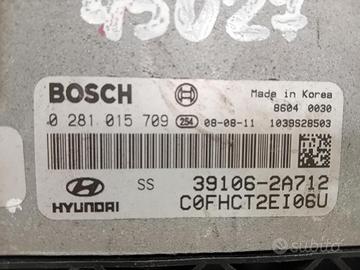 45027
BOSCH
Made in Korea
8604 0030
0 281 015 709 254 08-08-11 1039S28503
SS 39106-2A712
HYUNDAI C0FHCT2EI06U
subito